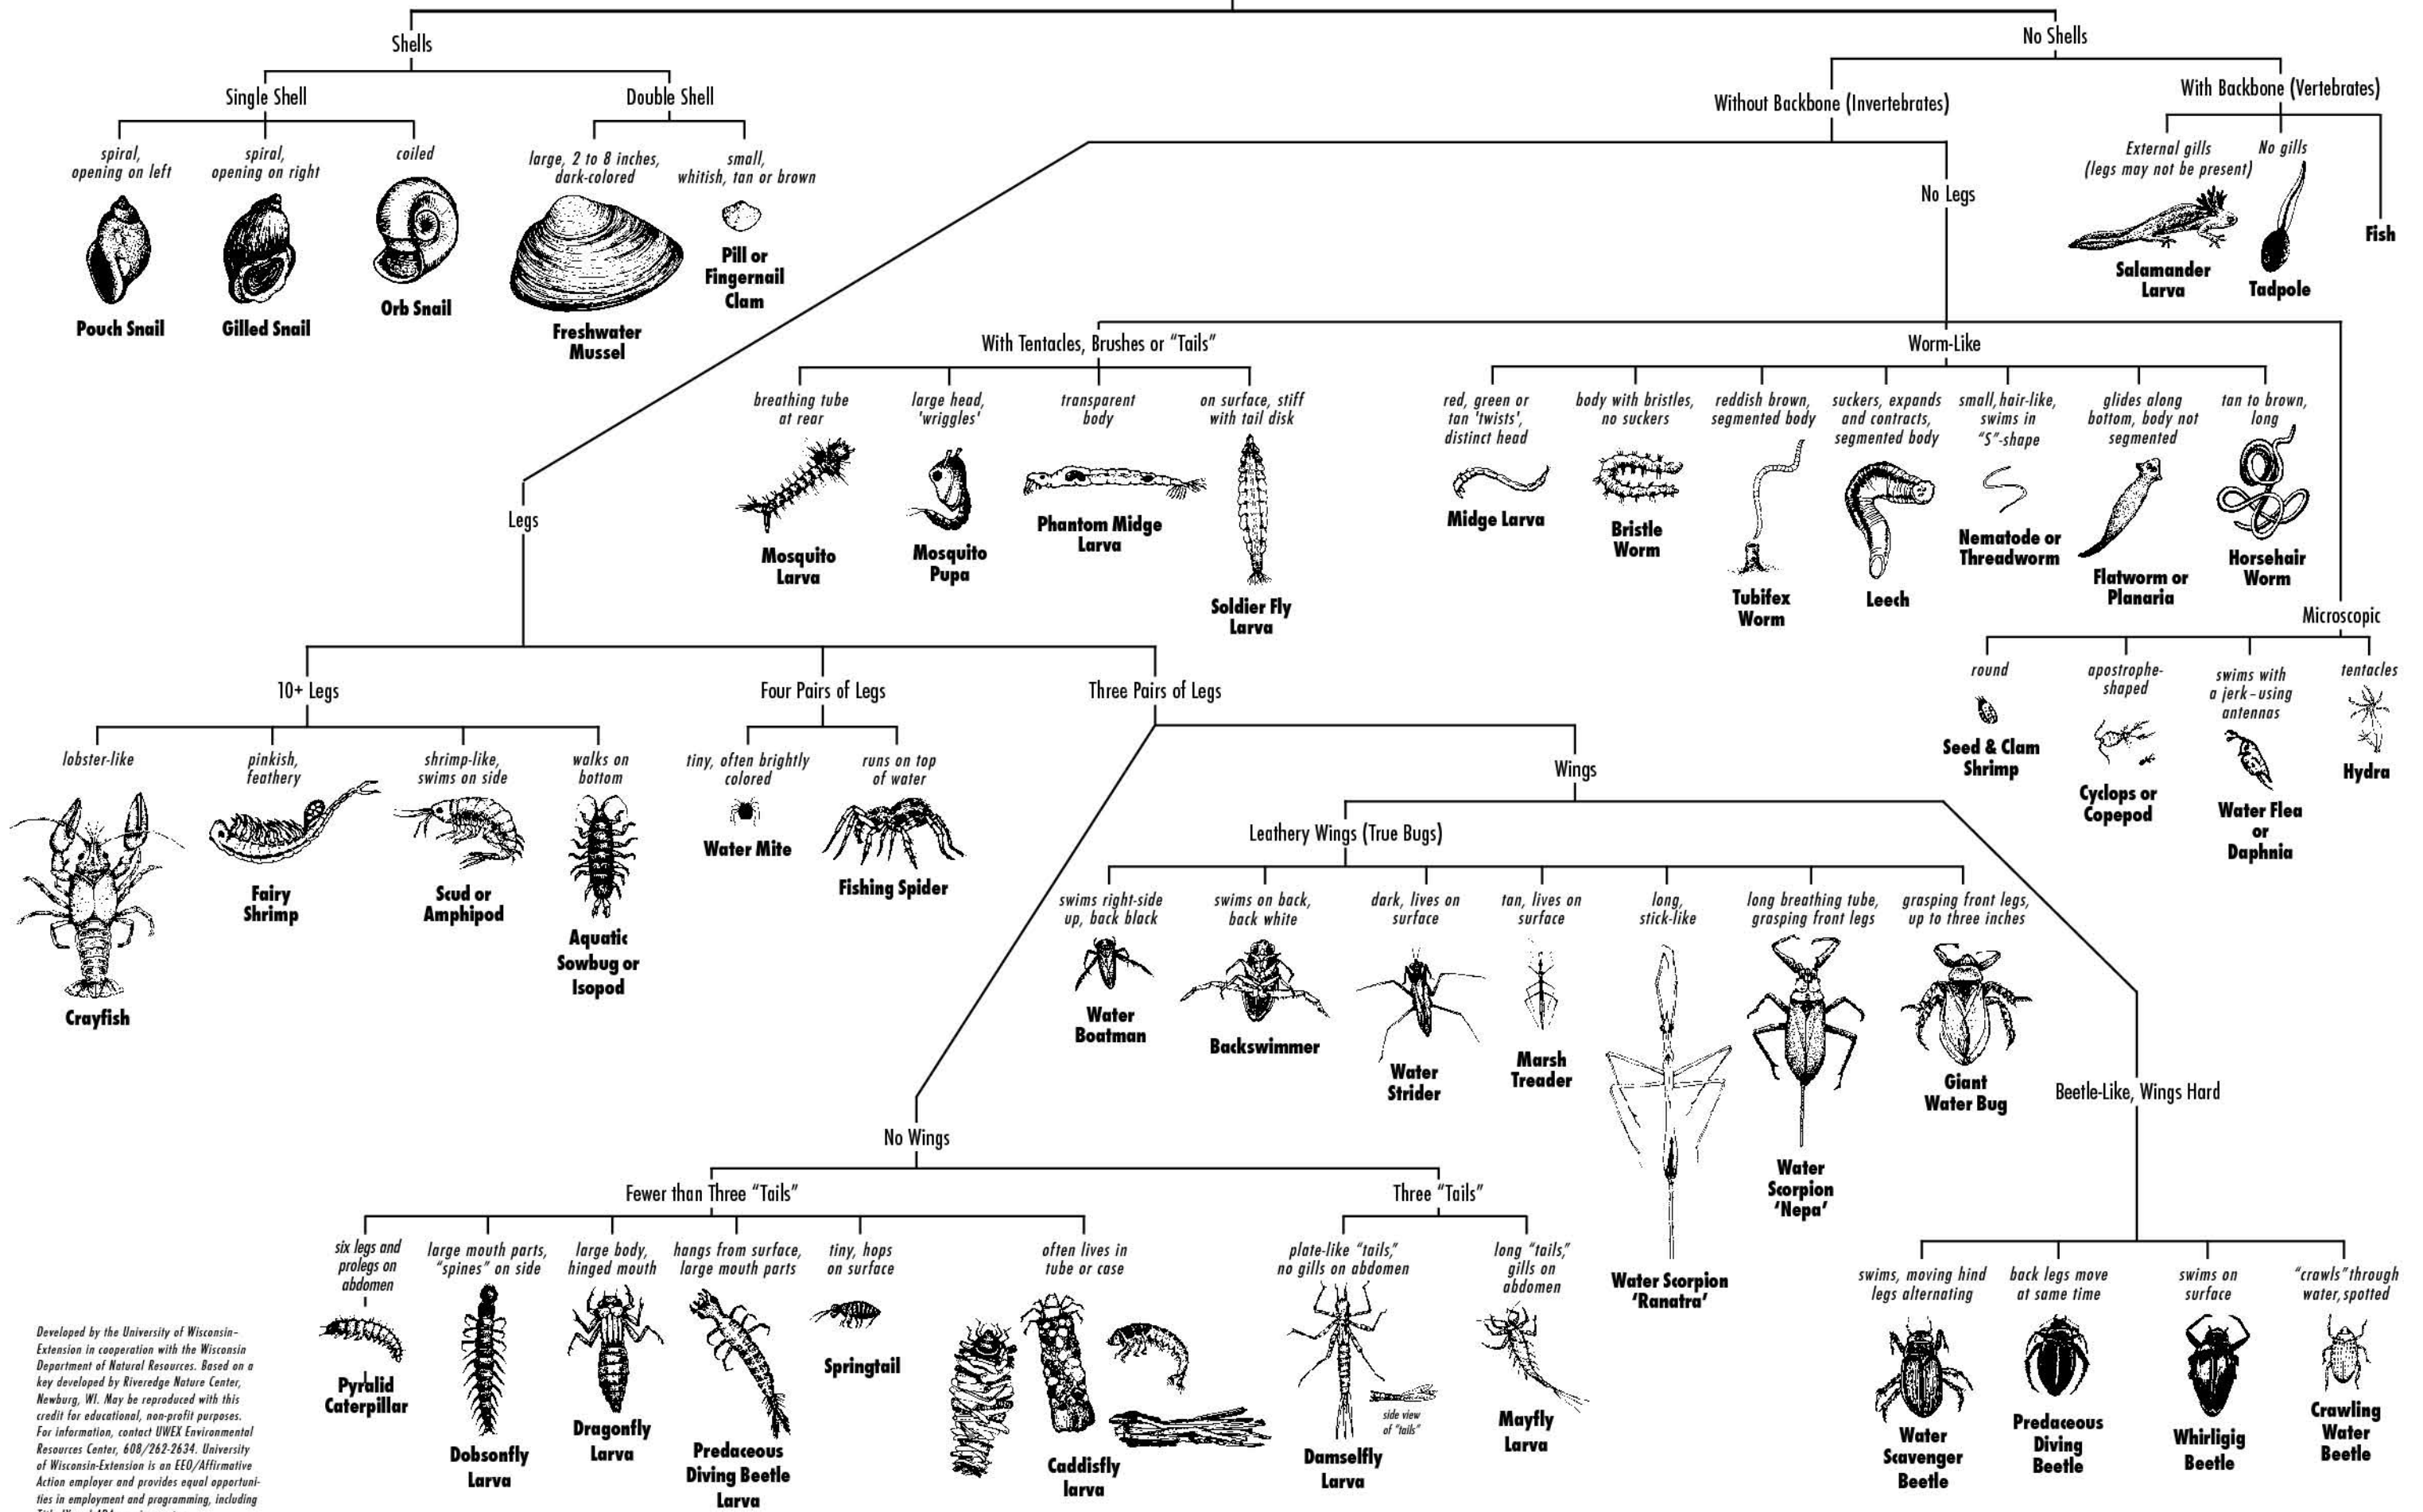 Shells
No Shells
Single Shell
Double Shell
Without Backbone (Invertebrates)
With Backbone (Vertebrates)
spiral,
opening on left
Pouch Snail
spiral,
opening on right
Gilled Snail
coiled
Orb Snail
large, 2 to 8 inches,
dark-colored
Freshwater
Mussel
small,
whitish, tan or brown
Pill or
Fingernail
Clam
External gills
(legs may not be present)
Salamander
Larva
No gills
Tadpole
Fish
No Legs
With Tentacles, Brushes or “Tails”
breathing tube
at rear
Mosquito
Larva
large head,
'wriggles'
Mosquito
Pupa
transparent
body
Phantom Midge
Larva
on surface, stiff
with tail disk
Soldier Fly
Larva
Worm-Like
red, green or
tan 'twists',
distinct head
Midge Larva
body with bristles,
no suckers
Bristle
Worm
reddish brown,
segmented body
Tubifex
Worm
suckers, expands
and contracts,
segmented body
Leech
small, hair-like,
swims in
“S”-shape
Nematode or
Threadworm
glides along
bottom, body not
segmented
Flatworm or
Planaria
tan to brown,
long
Horsehair
Worm
Microscopic
round
Seed & Clam
Shrimp
apostrophe-
shaped
Cyclops or
Copepod
swims with
a jerk-using
antennas
Water Flea
or
Daphnia
tentacles
Hydra
Legs
10+ Legs
lobster-like
Crayfish
pinkish,
feathery
Fairy
Shrimp
shrimp-like,
swims on side
Scud or
Amphipod
walks on
bottom
Aquatic
Sowbug or
Isopod
Four Pairs of Legs
tiny, often brightly
colored
Water Mite
runs on top
of water
Fishing Spider
Three Pairs of Legs
Wings
Leathery Wings (True Bugs)
swims right-side
up, back black
Water
Boatman
swims on back,
back white
Backswimmer
dark, lives on
surface
Water
Strider
tan, lives on
surface
Marsh
Treader
long,
stick-like
Water Scorpion
‘Ranatra’
long breathing tube,
grasping front legs
Water
Scorpion
‘Nepa’
grasping front legs,
up to three inches
Giant
Water Bug
Beetle-Like, Wings Hard
swims, moving hind
legs alternating
Water
Scavenger
Beetle
back legs move
at same time
Predaceous
Diving
Beetle
swims on
surface
Whirligig
Beetle
“crawls” through
water, spotted
Crawling
Water
Beetle
No Wings
Fewer than Three “Tails”
six legs and
prolegs on
abdomen
Pyralid
Caterpillar
large mouth parts,
“spines” on side
Dobsonfly
Larva
large body,
hinged mouth
Dragonfly
Larva
hangs from surface,
large mouth parts
Predaceous
Diving Beetle
Larva
tiny, hops
on surface
Springtail
often lives in
tube or case
Caddisfly
larva
Three “Tails”
plate-like “tails,”
no gills on abdomen
side view
of “tails”
Damselfly
Larva
long “tails,”
gills on
abdomen
Mayfly
Larva
Developed by the University of Wisconsin–
Extension in cooperation with the Wisconsin
Department of Natural Resources. Based on a
key developed by Riveredge Nature Center,
Newburg, WI. May be reproduced with this
credit for educational, non-profit purposes.
For information, contact UWEX Environmental
Resources Center, 608/262-2634. University
of Wisconsin-Extension is an EEO/Affirmative
Action employer and provides equal opportuni-
ties in employment and programming, including